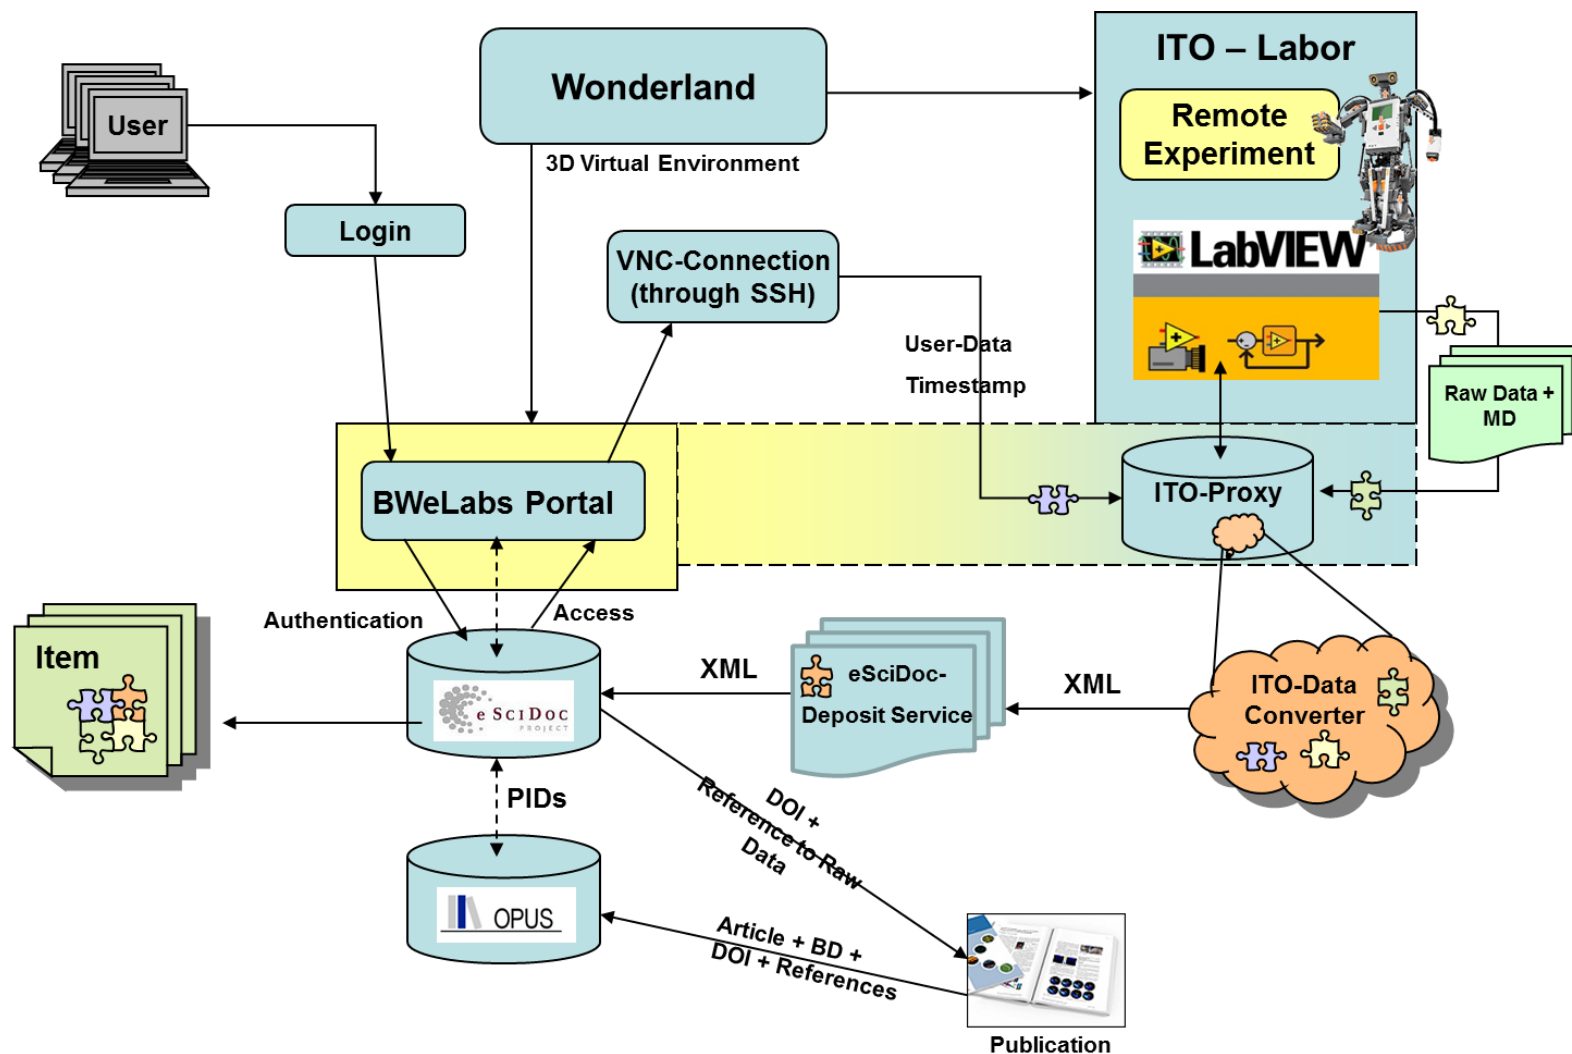 ITO – Labor
Wonderland
Remote
Experiment
User
3D Virtual Environment
Login
LabVIEW
VNC-Connection
(through SSH)
User-Data
Timestamp
Raw Data +
MD
BWeLabs Portal
ITO-Proxy
Authentication
Access
Item
XML
eSciDoc-
Deposit Service
XML
ITO-Data
Converter
eSciDoc
PROJECT
PIDs
DOI +
Reference to Raw
Data
OPUS
Article + BD +
DOI + References
Publication